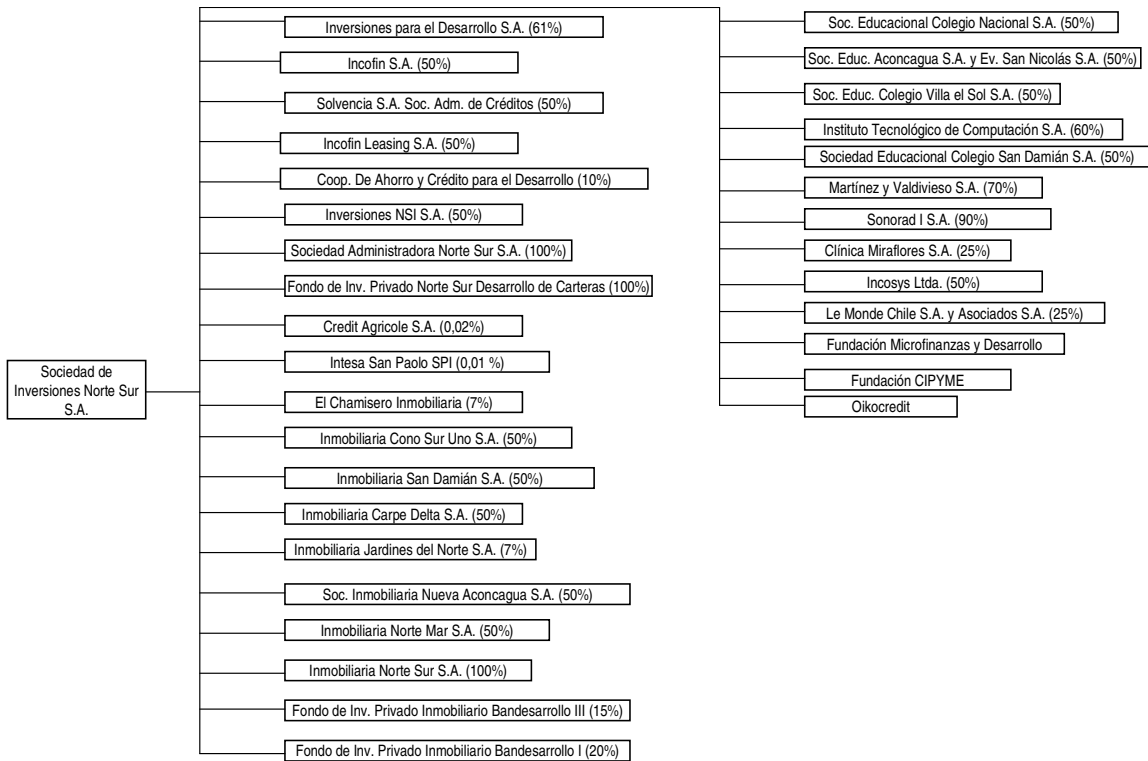 Sociedad de
Inversiones Norte Sur
S.A.
Inversiones para el Desarrollo S.A. (61%)
Incofin S.A. (50%)
Solvencia S.A. Soc. Adm. de Créditos (50%)
Incofin Leasing S.A. (50%)
Coop. De Ahorro y Crédito para el Desarrollo (10%)
Inversiones NSI S.A. (50%)
Sociedad Administradora Norte Sur S.A. (100%)
Fondo de Inv. Privado Norte Sur Desarrollo de Carteras (100%)
Credit Agricole S.A. (0,02%)
Intesa San Paolo SPI (0,01 %)
El Chamisero Inmobiliaria (7%)
Inmobiliaria Cono Sur Uno S.A. (50%)
Inmobiliaria San Damián S.A. (50%)
Inmobiliaria Carpe Delta S.A. (50%)
Inmobiliaria Jardines del Norte S.A. (7%)
Soc. Inmobiliaria Nueva Aconcagua S.A. (50%)
Inmobiliaria Norte Mar S.A. (50%)
Inmobiliaria Norte Sur S.A. (100%)
Fondo de Inv. Privado Inmobiliario Bandesarrollo III (15%)
Fondo de Inv. Privado Inmobiliario Bandesarrollo I (20%)
Soc. Educacional Colegio Nacional S.A. (50%)
Soc. Educ. Aconcagua S.A. y Ev. San Nicolás S.A. (50%)
Soc. Educ. Colegio Villa el Sol S.A. (50%)
Instituto Tecnológico de Computación S.A. (60%)
Sociedad Educacional Colegio San Damián S.A. (50%)
Martínez y Valdivieso S.A. (70%)
Sonorad I S.A. (90%)
Clínica Miraflores S.A. (25%)
Incosys Ltda. (50%)
Le Monde Chile S.A. y Asociados S.A. (25%)
Fundación Microfinanzas y Desarrollo
Fundación CIPYME
Oikocredit